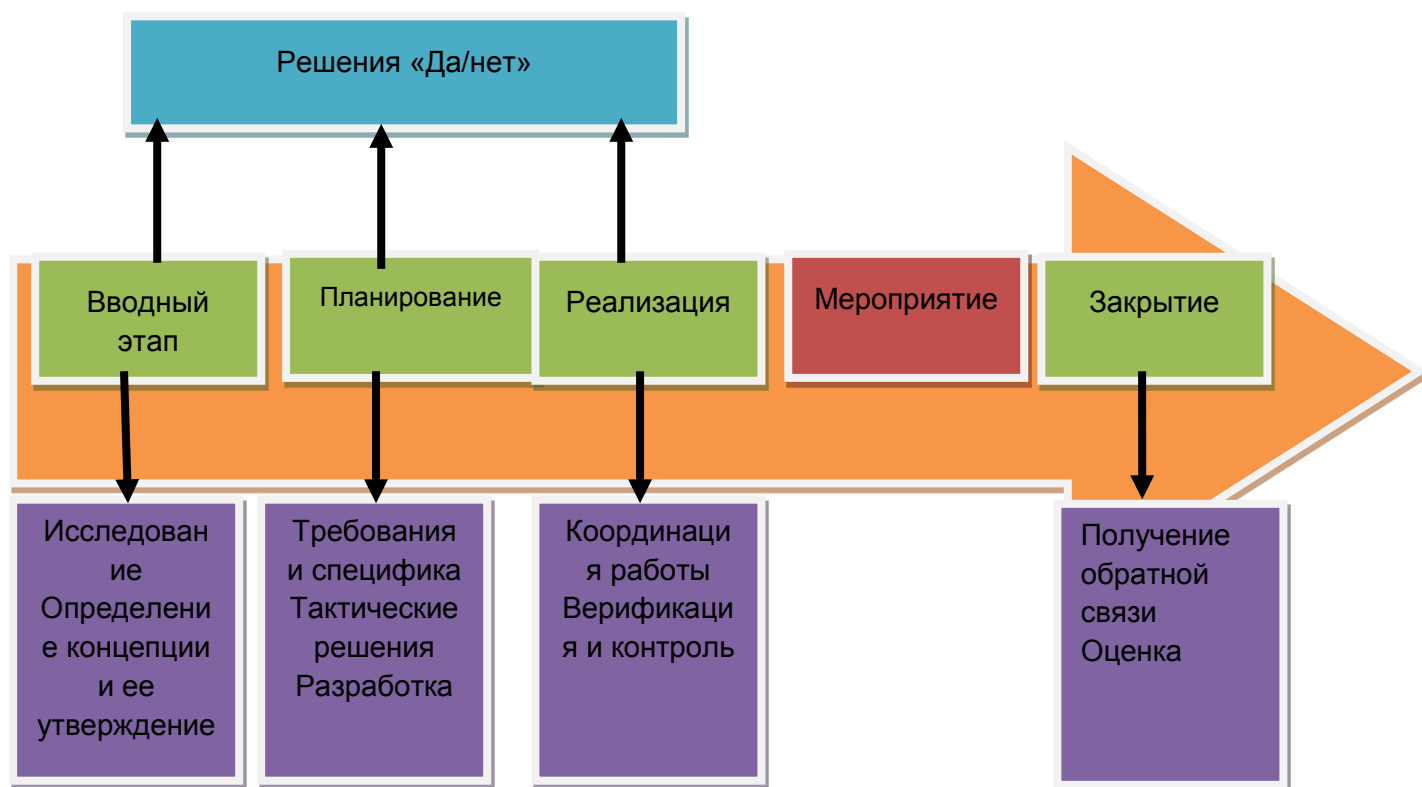 Решения «Да/нет»
Вводный
этап
Планирование
Реализация
Мероприятие
Закрытие
Исследован
ие
Определени
е концепции
и ее
утверждение
Требования
и специфика
Тактические
решения
Разработка
Координаци
я работы
Верификаци
я и контроль
Получение
обратной
связи
Оценка